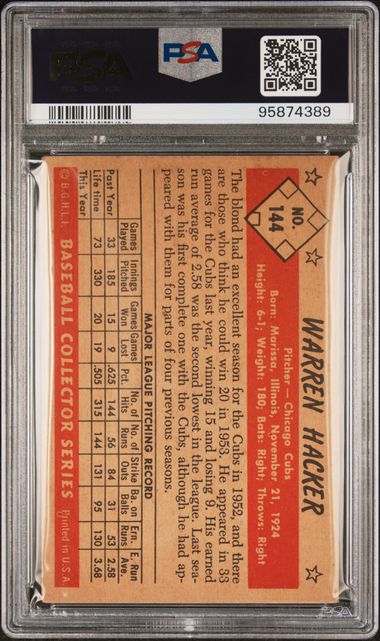 PSA
PSA
95874389
NO.
144
WARREN HACKER
Pitcher—Chicago Cubs
Born: Marissa, Illinois, November 21, 1924
Height: 6-1; Weight: 180; Bats: Right; Throws: Right
The blond had an excellent season for the Cubs in 1952, and there
are those who think he could win 20 in 1953. He appeared in 33
games for the Cubs last year, winning 15 and losing 9. His earned
run average of 2.58 was the second lowest in the league. Last sea-
son was his first complete one with the Cubs, although he had ap-
peared with them for parts of four previous seasons.
MAJOR LEAGUE PITCHING RECORD
Games Innings Games Games No. of No. of Strike Ba. on Ern. E. Run
Played Pitched Won Lost Pct. Hits Runs Outs Balls Runs Ave.
Past Year 33 185 15 9 .625 144 56 84 31 53 2.58
Life time 73 330 20 19 .505 315 144 131 95 130 3.68
This Year
© B.G.H.L.I. BASEBALL COLLECTOR SERIES Printed in U.S.A.
PSA